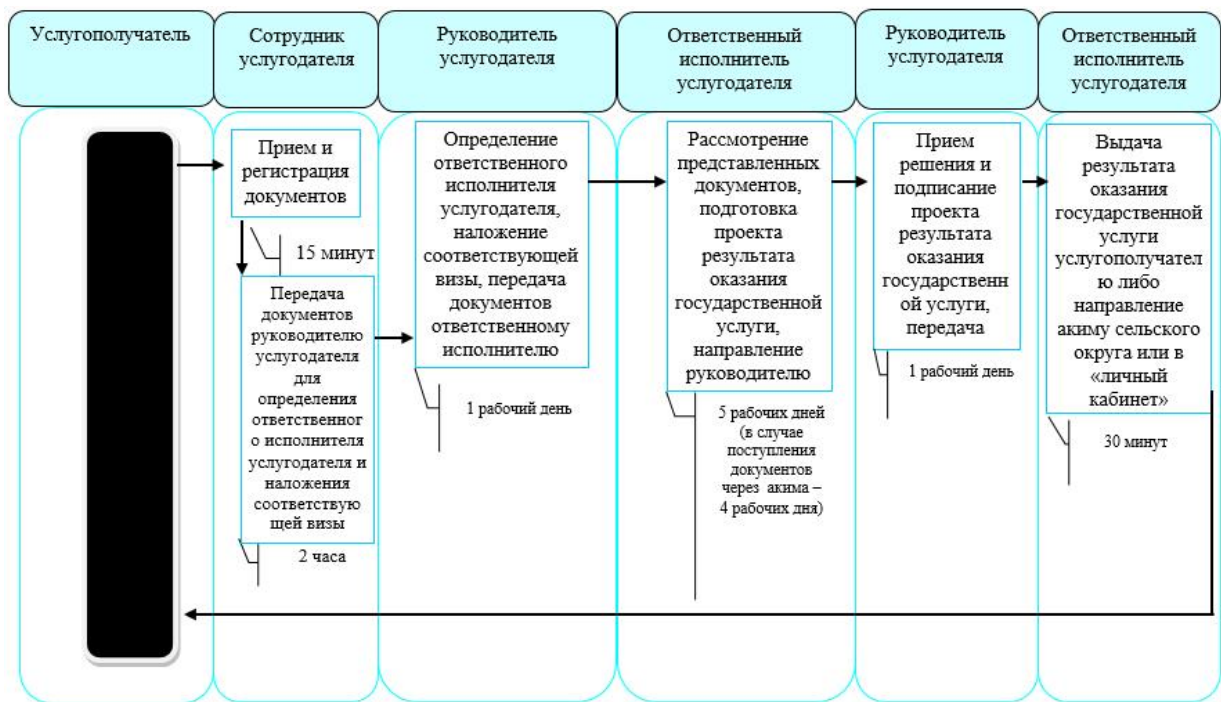 Услугополучатель
Сотрудник
услугодателя
Руководитель
услугодателя
Ответственный
исполнитель
услугодателя
Руководитель
услугодателя
Ответственный
исполнитель
услугодателя
Прием и
регистрация
документов
15 минут
Передача
документов
руководителю
услугодателя
для
определения
ответственног
о исполнителя
услугодателя и
наложения
соответствую
щей визы
2 часа
Определение
ответственного
исполнителя
услугодателя,
наложение
соответствующей
визы, передача
документов
ответственному
исполнителю
1 рабочий день
Рассмотрение
представленных
документов,
подготовка
проекта
результата
оказания
государственной
услуги,
направление
руководителю
5 рабочих дней
(в случае
поступления
документов
через акима –
4 рабочих дня)
Прием
решения и
подписание
проекта
результата
оказания
государственн
ой услуги,
передача
1 рабочий день
Выдача
результата
оказания
государственной
услуги
услугополучател
ю либо
направление
акиму сельского
округа или в
«личный
кабинет»
30 минут